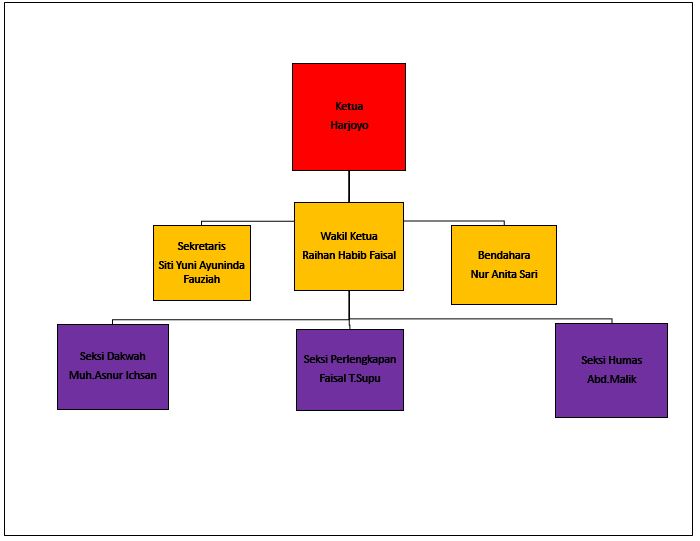 Ketua
Harjoyo
Sekretaris
Siti Yuni Ayuninda
Fauziah
Wakil Ketua
Raihan Habib Faisal
Bendahara
Nur Anita Sari
Seksi Dakwah
Muh.Asnur Ichsan
Seksi Perlengkapan
Faisal T.Supu
Seksi Humas
Abd.Malik